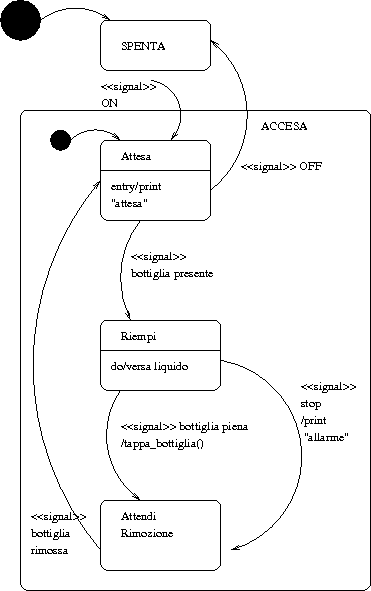 SPENTA
<<signal>>
ON
ACCESA
Attesa
<<signal>> OFF
entry/print
"attesa"
<<signal>>
bottiglia presente
Riempi
do/versa liquido
<<signal>>
stop
/print
"allarme"
<<signal>> bottiglia piena
/tappa_bottiglia()
<<signal>>
bottiglia
rimossa
Attendi
Rimozione